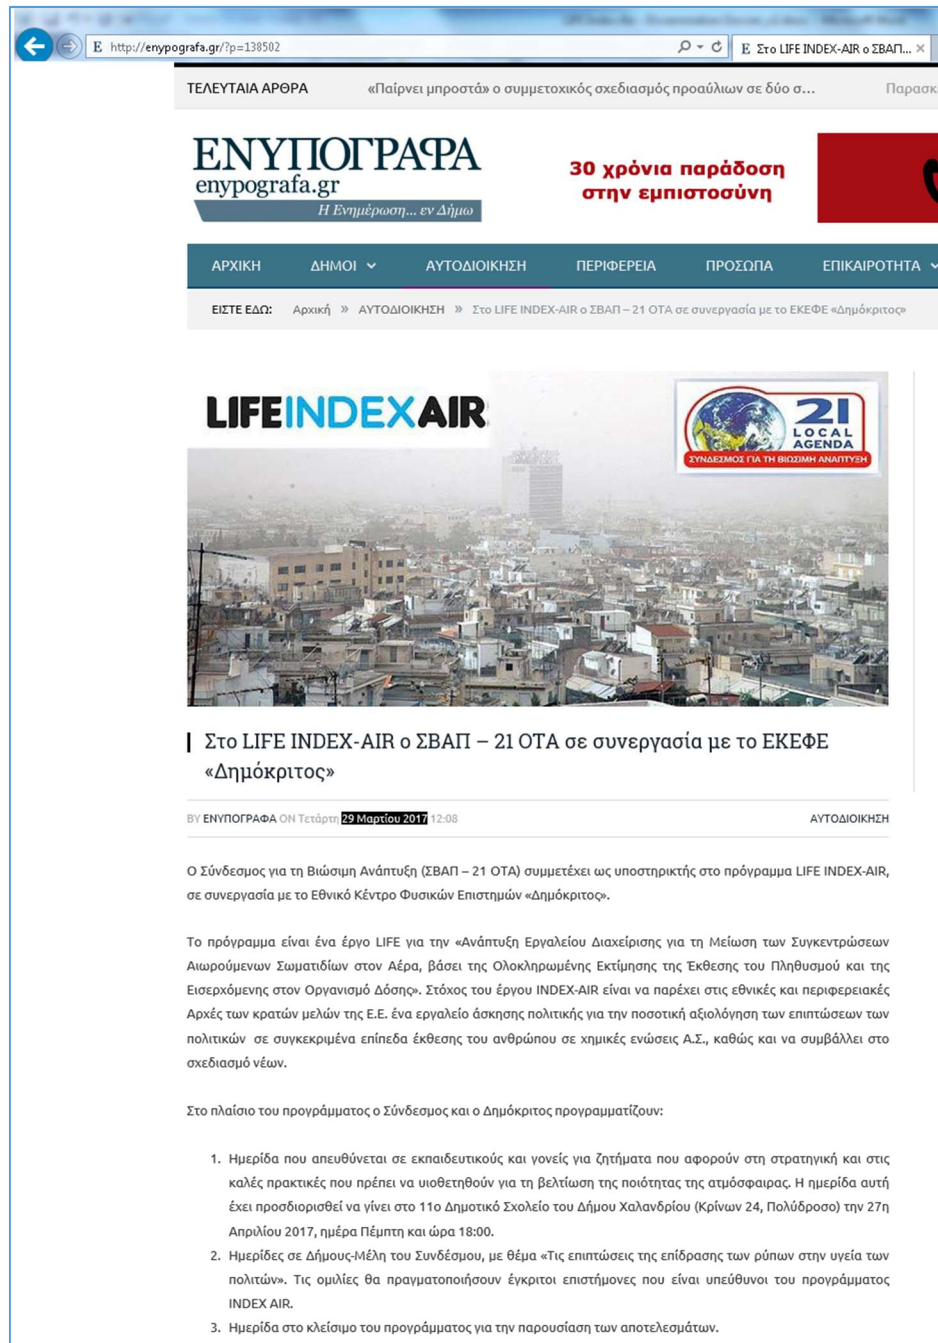 http://enypografa.gr/?p=138502
E Στο LIFE INDEX-AIR ο ΣΒΑΠ...
ΤΕΛΕΥΤΑΙΑ ΑΡΘΡΑ «Παίρνει μπροστά» ο συμμετοχικός σχεδιασμός προαύλιων σε δύο σ... Παρασκ
ΕΝΥΠΟΓΡΑΦΑ
enypografa.gr
Η Ενημέρωση... εν Δήμω
30 χρόνια παράδοση
στην εμπιστοσύνη
ΑΡΧΙΚΗ ΔΗΜΟΙ ΑΥΤΟΔΙΟΙΚΗΣΗ ΠΕΡΙΦΕΡΕΙΑ ΠΡΟΣΩΠΑ ΕΠΙΚΑΙΡΟΤΗΤΑ
ΕΙΣΤΕ ΕΔΩ: Αρχική » ΑΥΤΟΔΙΟΙΚΗΣΗ » Στο LIFE INDEX-AIR ο ΣΒΑΠ – 21 ΟΤΑ σε συνεργασία με το ΕΚΕΦΕ «Δημόκριτος»
LIFEINDEXAIR
21
LOCAL
AGENDA
ΣΥΝΔΕΣΜΟΣ ΓΙΑ ΤΗ ΒΙΩΣΙΜΗ ΑΝΑΠΤΥΞΗ
Στο LIFE INDEX-AIR ο ΣΒΑΠ – 21 ΟΤΑ σε συνεργασία με το ΕΚΕΦΕ
«Δημόκριτος»
BY ΕΝΥΠΟΓΡΑΦΑ ON Τετάρτη 29 Μαρτίου 2017 12:08 ΑΥΤΟΔΙΟΙΚΗΣΗ
Ο Σύνδεσμος για τη Βιώσιμη Ανάπτυξη (ΣΒΑΠ – 21 ΟΤΑ) συμμετέχει ως υποστηρικτής στο πρόγραμμα LIFE INDEX-AIR,
σε συνεργασία με το Εθνικό Κέντρο Φυσικών Επιστημών «Δημόκριτος».
Το πρόγραμμα είναι ένα έργο LIFE για την «Ανάπτυξη Εργαλείου Διαχείρισης για τη Μείωση των Συγκεντρώσεων
Αιωρούμενων Σωματιδίων στον Αέρα, βάσει της Ολοκληρωμένης Εκτίμησης της Έκθεσης του Πληθυσμού και της
Εισερχόμενης στον Οργανισμό Δόσης». Στόχος του έργου INDEX-AIR είναι να παρέχει στις εθνικές και περιφερειακές
Αρχές των κρατών μελών της Ε.Ε. ένα εργαλείο άσκησης πολιτικής για την ποσοτική αξιολόγηση των επιπτώσεων των
πολιτικών σε συγκεκριμένα επίπεδα έκθεσης του ανθρώπου σε χημικές ενώσεις Α.Σ., καθώς και να συμβάλλει στο
σχεδιασμό νέων.
Στο πλαίσιο του προγράμματος ο Σύνδεσμος και ο Δημόκριτος προγραμματίζουν:
1. Ημερίδα που απευθύνεται σε εκπαιδευτικούς και γονείς για ζητήματα που αφορούν στη στρατηγική και στις
καλές πρακτικές που πρέπει να υιοθετηθούν για τη βελτίωση της ποιότητας της ατμόσφαιρας. Η ημερίδα αυτή
έχει προσδιορισθεί να γίνει στο 11ο Δημοτικό Σχολείο του Δήμου Χαλανδρίου (Κρίνων 24, Πολύδροσο) την 27η
Απριλίου 2017, ημέρα Πέμπτη και ώρα 18:00.
2. Ημερίδες σε Δήμους-Μέλη του Συνδέσμου, με θέμα «Τις επιπτώσεις της επίδρασης των ρύπων στην υγεία των
πολιτών». Τις ομιλίες θα πραγματοποιήσουν έγκριτοι επιστήμονες που είναι υπεύθυνοι του προγράμματος
INDEX AIR.
3. Ημερίδα στο κλείσιμο του προγράμματος για την παρουσίαση των αποτελεσμάτων.